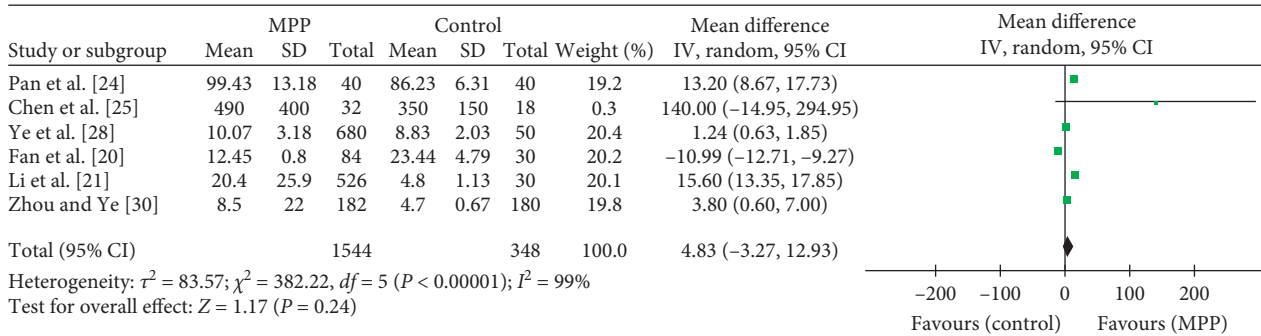 MPP Control Mean difference Mean difference
Study or subgroup Mean SD Total Mean SD Total Weight (%) IV, random, 95% CI IV, random, 95% CI
Pan et al. [24] 99.43 13.18 40 86.23 6.31 40 19.2 13.20 (8.67, 17.73)
Chen et al. [25] 490 400 32 350 150 18 0.3 140.00 (−14.95, 294.95)
Ye et al. [28] 10.07 3.18 680 8.83 2.03 50 20.4 1.24 (0.63, 1.85)
Fan et al. [20] 12.45 0.8 84 23.44 4.79 30 20.2 −10.99 (−12.71, −9.27)
Li et al. [21] 20.4 25.9 526 4.8 1.13 30 20.1 15.60 (13.35, 17.85)
Zhou and Ye [30] 8.5 22 182 4.7 0.67 180 19.8 3.80 (0.60, 7.00)
Total (95% CI) 1544 348 100.0 4.83 (−3.27, 12.93)
Heterogeneity: τ² = 83.57; χ² = 382.22, df = 5 (P < 0.00001); I² = 99%
Test for overall effect: Z = 1.17 (P = 0.24)
−200 −100 0 100 200
Favours (control) Favours (MPP)